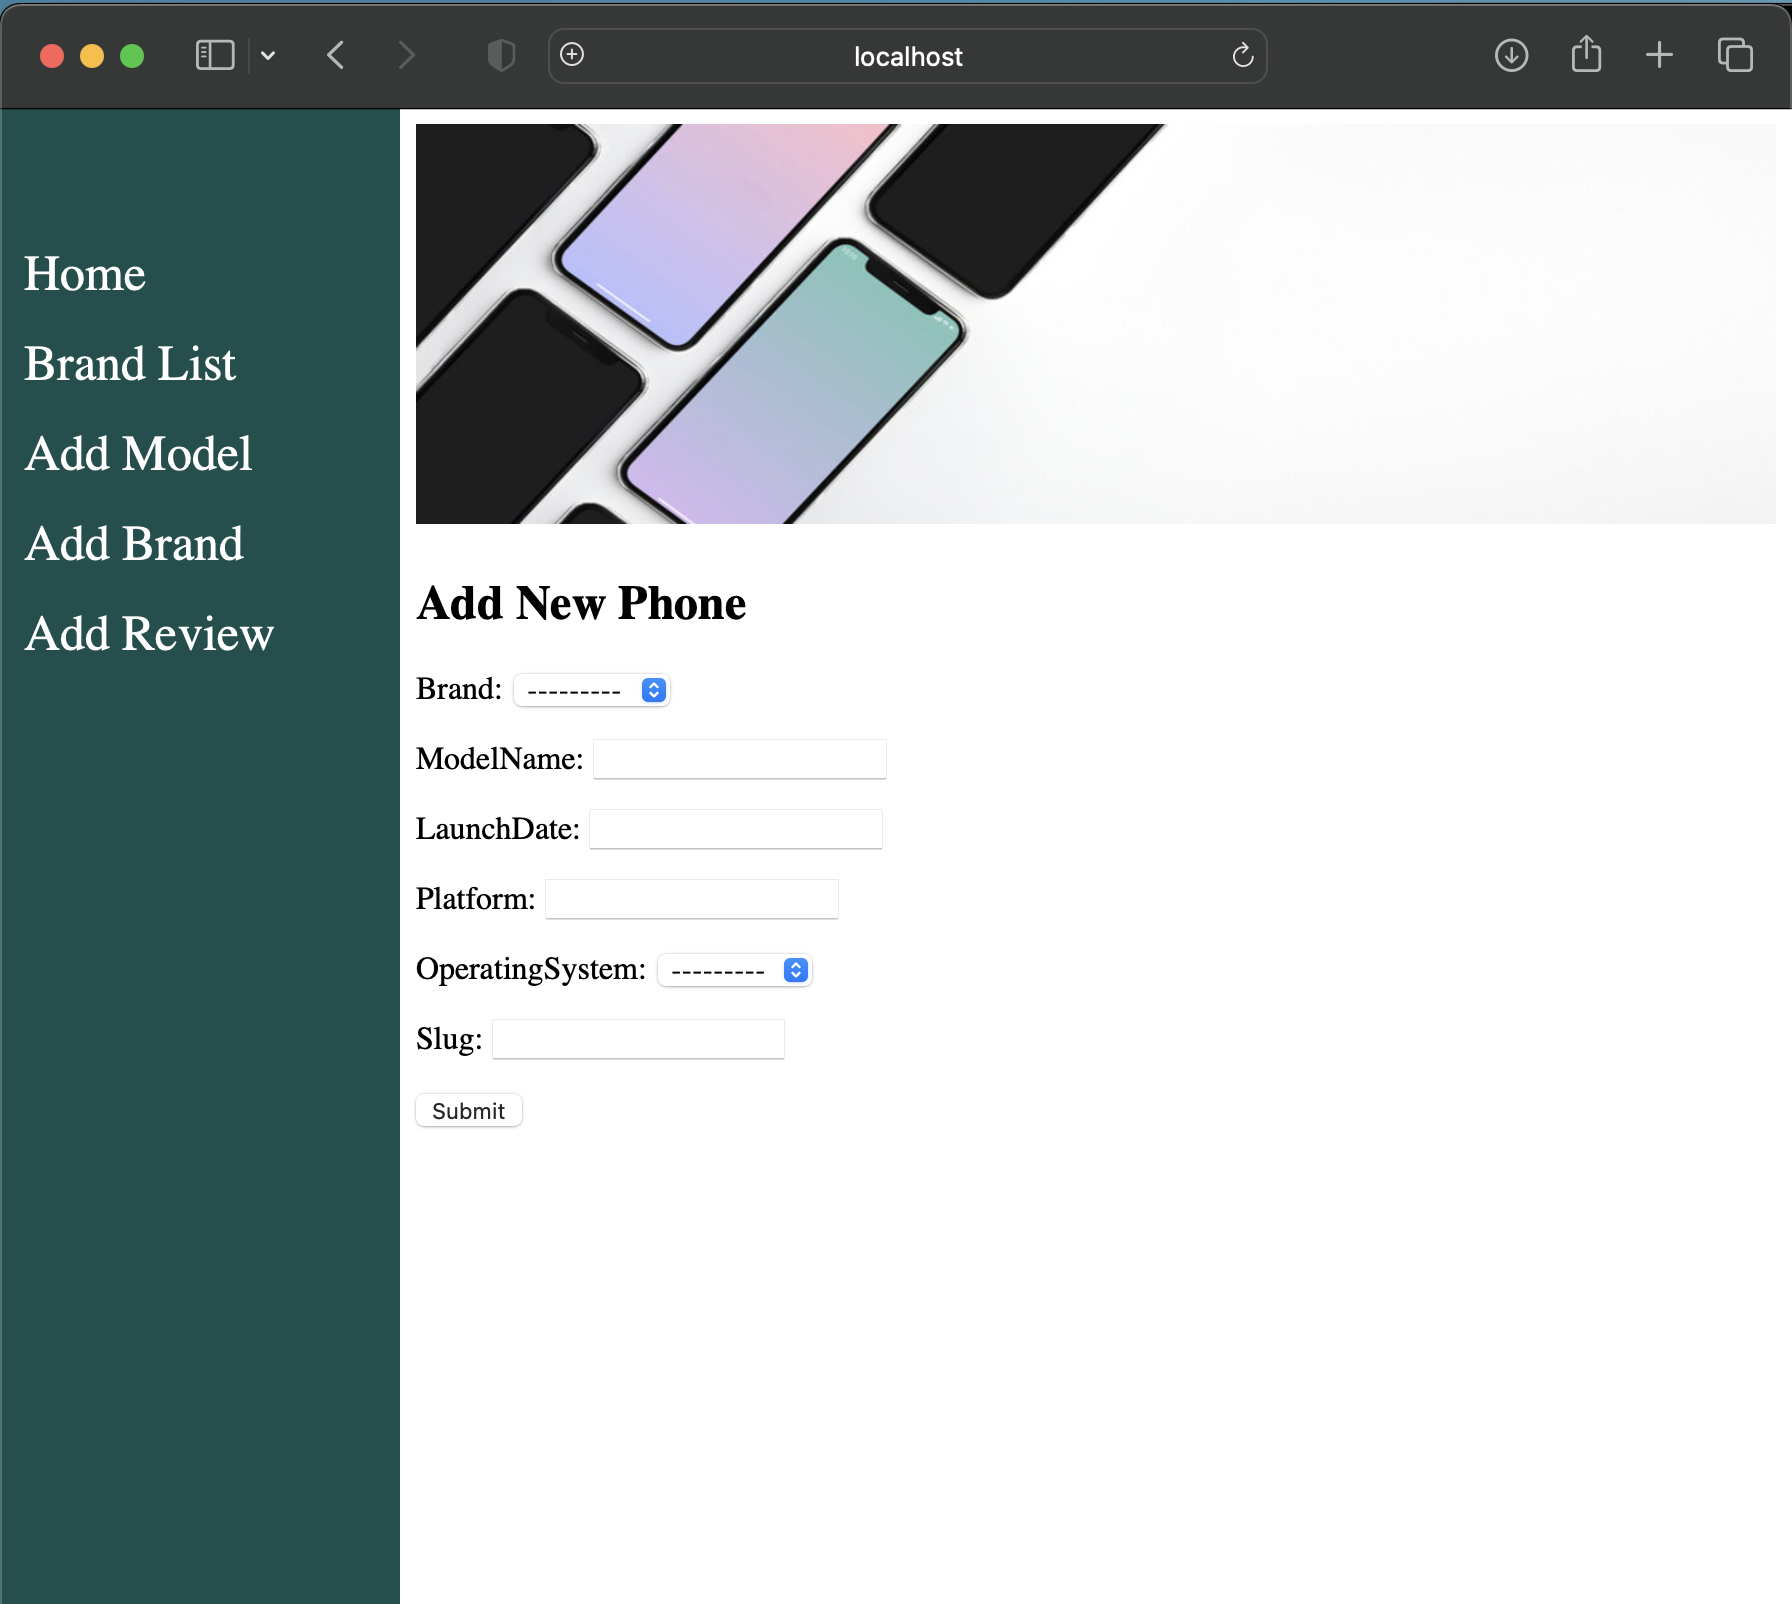 localhost
Home
Brand List
Add Model
Add Brand
Add Review
Add New Phone
Brand: ---------
ModelName:
LaunchDate:
Platform:
OperatingSystem: ---------
Slug:
Submit